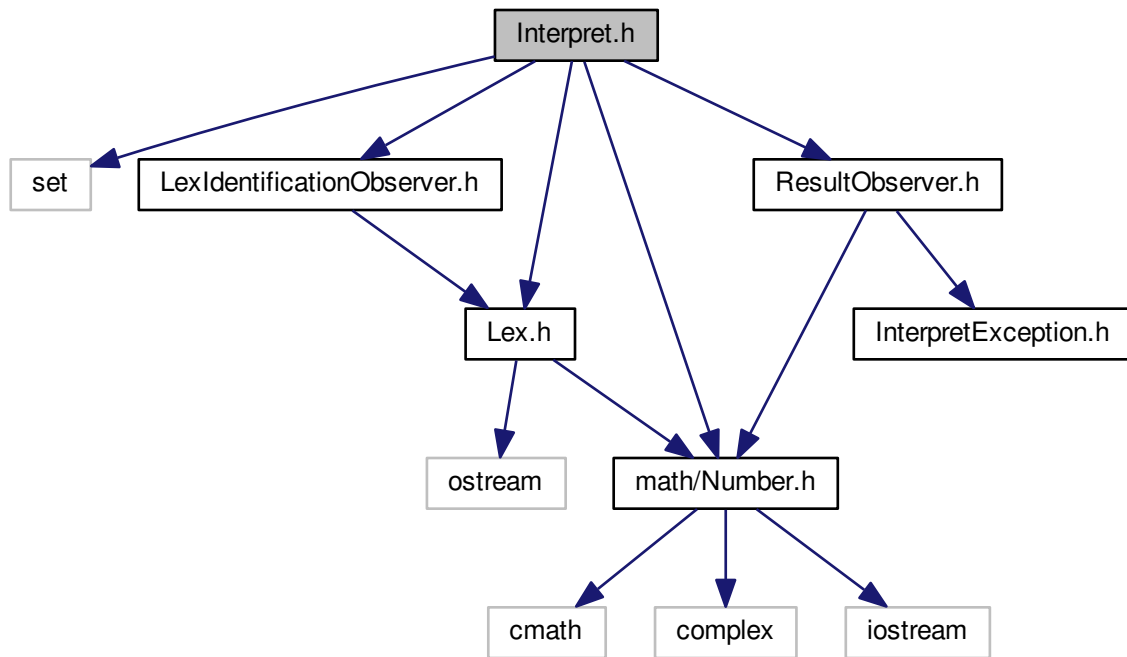 Interpret.h
set
LexIdentificationObserver.h
ResultObserver.h
Lex.h
InterpretException.h
ostream
math/Number.h
cmath
complex
iostream